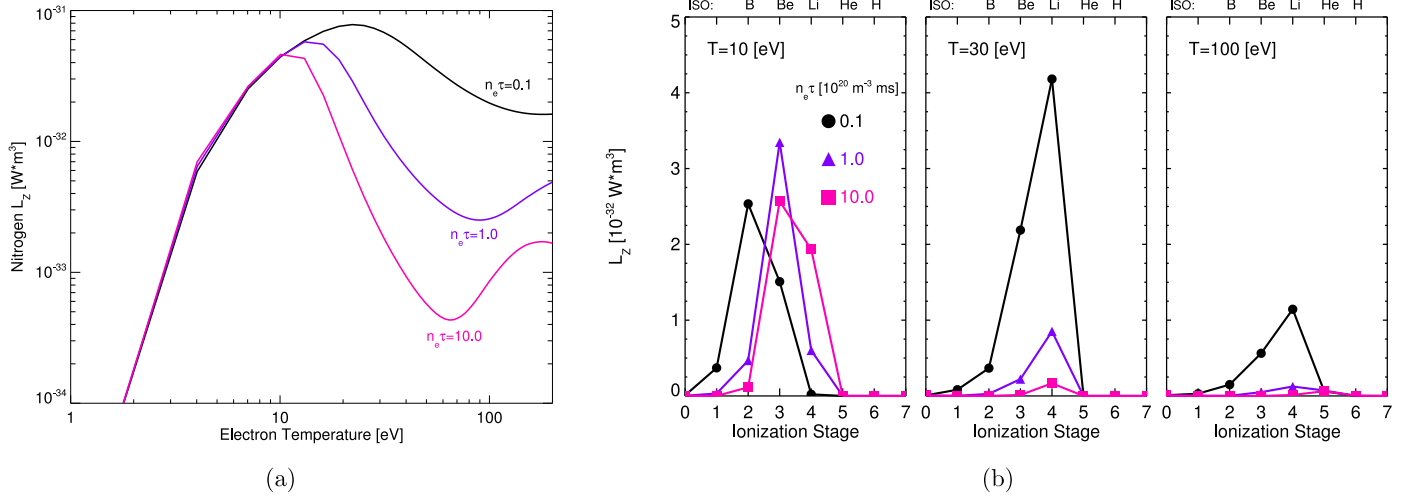 10⁻³¹
10⁻³²
10⁻³³
10⁻³⁴
Nitrogen L_Z [W*m³]
n_e τ=0.1
n_e τ=1.0
n_e τ=10.0
1 10 100
Electron Temperature [eV]
(a)
ISO: B Be Li He H
T=10 [eV]
n_e τ [10²⁰ m⁻³ ms]
0.1
1.0
10.0
5
4
3
2
1
0
L_Z [10⁻³² W*m³]
0 1 2 3 4 5 6 7
Ionization Stage
ISO: B Be Li He H
T=30 [eV]
0 1 2 3 4 5 6 7
Ionization Stage
ISO: B Be Li He H
T=100 [eV]
0 1 2 3 4 5 6 7
Ionization Stage
(b)